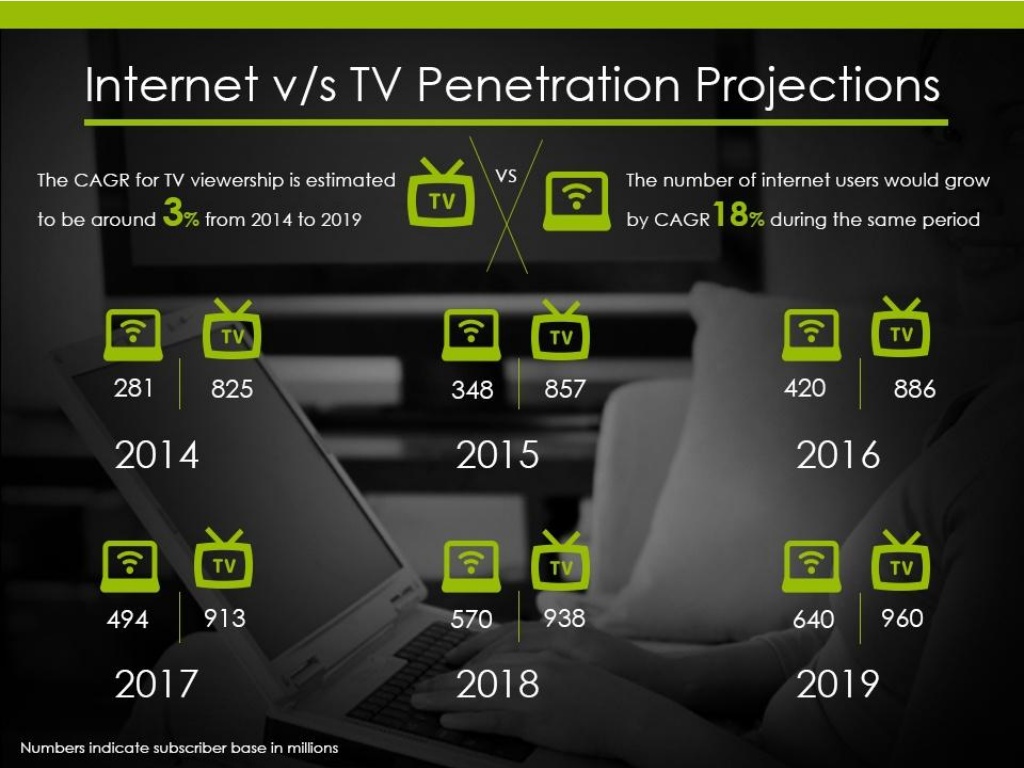 Internet v/s TV Penetration Projections
The CAGR for TV viewership is estimated
to be around 3% from 2014 to 2019
TV
VS
The number of internet users would grow
by CAGR 18% during the same period
TV
281
825
2014
TV
348
857
2015
TV
420
886
2016
TV
494
913
2017
TV
570
938
2018
TV
640
960
2019
Numbers indicate subscriber base in millions